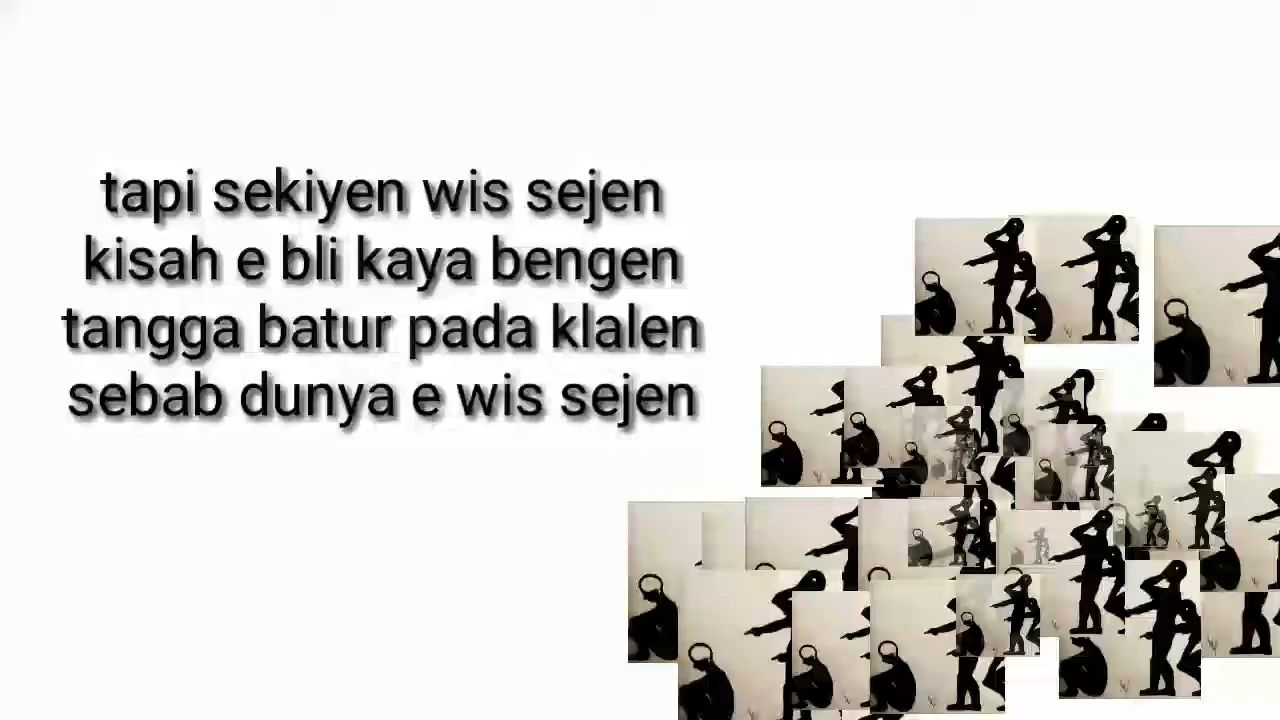 tapi sekiyen wis sejen
kisah e bli kaya bengen
tangga batur pada klalen
sebab dunya e wis sejen